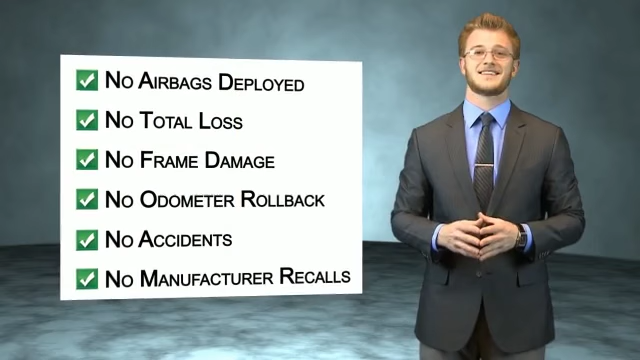 No Airbags Deployed
No Total Loss
No Frame Damage
No Odometer Rollback
No Accidents
No Manufacturer Recalls